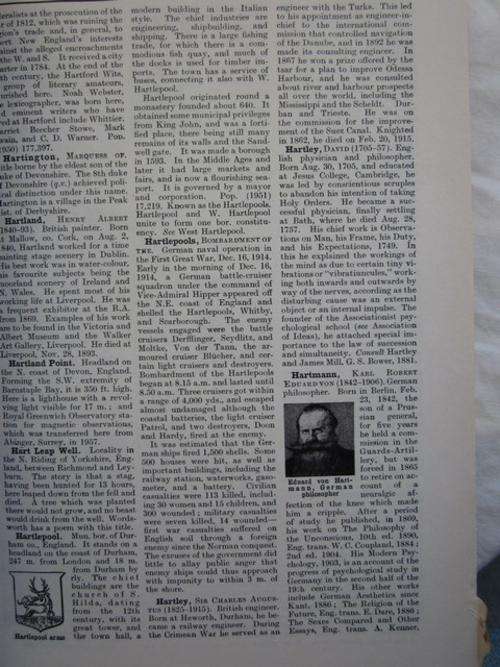 eralists at the prosecution of the
r of 1812, which was ruining the
gion's trade and, in general, to
ert New England's interests
ainst the alleged encroachments
the W. and S. It received a city
arter in 1784. At the end of the
th century, the Hartford Wits,
group of literary amateurs,
urished here. Noah Webster,
e lexicographer, was born here,
d eminent writers who have
ved at Hartford include Whittier,
arriet Beecher Stowe, Mark
wain, and C. D. Warner. Pop.
(1950) 177,397.
Hartington, MARQUESS OF.
itle borne by the eldest son of the
uke of Devonshire. The 8th duke
f Devonshire (q.v.) achieved poli-
ical distinction under this name.
Hartington is a village in the Peak
ist. of Derbyshire.
Hartland, HENRY ALBERT
(1840-93). British painter. Born
at Mallow, co. Cork, on Aug. 2,
1840, Hartland worked for a time
painting stage scenery in Dublin.
His best work was in water-colour,
his favourite subjects being the
moorland scenery of Ireland and
N. Wales. He spent most of his
working life at Liverpool. He was
a frequent exhibitor at the R.A.
from 1869. Examples of his work
are to be found in the Victoria and
Albert Museum and the Walker
Art Gallery, Liverpool. He died at
Liverpool, Nov. 28, 1893.
Hartland Point. Headland on
the N. coast of Devon, England.
Forming the S.W. extremity of
Barnstaple Bay, it is 350 ft. high.
Here is a lighthouse with a revol-
ving light visible for 17 m.; and
Royal Greenwich Observatory sta-
tion for magnetic observations,
which was transferred here from
Abinger, Surrey, in 1957.
Hart Leap Well. Locality in
the N. Riding of Yorkshire, Eng-
land, between Richmond and Ley-
burn. The story is that a stag,
having been hunted for 13 hours,
here leaped down from the fell and
died. A tree which was planted
there would not grow, and no beast
would drink from the well. Words-
worth has a poem with this title.
Hartlepool. Mun. bor. of Dur-
ham co., England. It stands on a
headland on the coast of Durham,
247 m. from London and 18 m.
from Durham by
rly. The chief
buildings are the
church of S.
Hilda, dating
from the 12th
century, with its
great tower, and
the town hall, a
Hartlepool arms
modern building in the Italian
style. The chief industries are
engineering, shipbuilding, and
shipping. There is a large fishing
trade, for which there is a com-
modious fish quay, and much of
the docks is used for timber im-
ports. The town has a service of
buses, connecting it also with W.
Hartlepool.
Hartlepool originated round a
monastery founded about 640. It
obtained some municipal privileges
from King John, and was a forti-
fied place, there being still many
remains of its walls and the Sand-
well gate. It was made a borough
in 1593. In the Middle Ages and
later it had large markets and
fairs, and is now a flourishing sea-
port. It is governed by a mayor
and corporation. Pop. (1951)
17,219. Known as the Hartlepools,
Hartlepool and W. Hartlepool
unite to form one bor. constitu-
ency. See West Hartlepool.
Hartlepools, BOMBARDMENT OF
THE. German naval operation in
the First Great War, Dec. 16, 1914.
Early in the morning of Dec. 16,
1914, a German battle-cruiser
squadron under the command of
Vice-Admiral Hipper appeared off
the N.E. coast of England and
shelled the Hartlepools, Whitby,
and Scarborough. The enemy
vessels engaged were the battle
cruisers Derfflinger, Seydlitz, and
Moltke, Von der Tann, the ar-
moured cruiser Blücher, and cer-
tain light cruisers and destroyers.
Bombardment of the Hartlepools
began at 8.15 a.m. and lasted until
8.50 a.m. Three cruisers got within
a range of 4,000 yds., and escaped
almost undamaged although the
coastal batteries, the light cruiser
Patrol, and two destroyers, Doon
and Hardy, fired at the enemy.
It was estimated that the Ger-
man ships fired 1,500 shells. Some
500 houses were hit, as well as
important buildings, including the
railway station, waterworks, gaso-
meter, and a battery. Civilian
casualties were 113 killed, includ-
ing 30 women and 15 children, and
300 wounded; military casualties
were seven killed, 14 wounded—
first war casualties suffered on
English soil through a foreign
enemy since the Norman conquest.
The excuses of the government did
little to allay public anger that
enemy ships could thus approach
with impunity to within 3 m. of
the shore.
Hartley, SIR CHARLES AUGUS-
TUS (1825-1915). British engineer.
Born at Heworth, Durham, he be-
came a railway engineer. During
the Crimean War he served as an
engineer with the Turks. This led
to his appointment as engineer-in-
chief to the international com-
mission that controlled navigation
of the Danube, and in 1892 he was
made its consulting engineer. In
1867 he won a prize offered by the
tsar for a plan to improve Odessa
Harbour, and he was consulted
about river and harbour prospects
all over the world, including the
Mississippi and the Scheldt, Dur-
ban and Trieste. He was on
the commission for the improve-
ment of the Suez Canal. Knighted
in 1862, he died on Feb. 20, 1915.
Hartley, DAVID (1705-57). Eng-
lish physician and philosopher.
Born Aug. 30, 1705, and educated
at Jesus College, Cambridge, he
was led by conscientious scruples
to abandon his intention of taking
Holy Orders. He became a suc-
cessful physician, finally settling
at Bath, where he died Aug. 28,
1757. His chief work is Observa-
tions on Man, his Frame, his Duty,
and his Expectations, 1749. In
this he explained the workings of
the mind as due to certain tiny vi-
brations or "vibratiuncules," work-
ing both inwards and outwards by
way of the nerves, according as the
disturbing cause was an external
object or an internal impulse. The
founder of the Associationist psy-
chological school (see Association
of Ideas), he attached special im-
portance to the law of succession
and similarity. Consult Hartley
and James Mill, G. S. Bower, 1881.
Hartmann, KARL ROBERT
EDUARD VON (1842-1906). German
philosopher. Born in Berlin, Feb.
23, 1842, the
son of a Prus-
sian general,
for five years
he held a com-
mission in the
Guards-Artil-
lery, but was
forced in 1865
to retire on ac-
count of a
neuralgic af-
Eduard von Hart-
mann, German
philosopher
fection of the knee which made
him a cripple. After a period
of study he published, in 1869,
his work on The Philosophy of
the Unconscious, 10th ed. 1890,
Eng. trans. W. C. Coupland, 1884;
2nd ed. 1904. His Modern Psy-
chology, 1903, is an account of the
progress of psychological study in
Germany in the second half of the
19th century. His other works
include German Aesthetics since
Kant, 1886; The Religion of the
Future, Eng. trans. E. Dare, 1886;
The Sexes Compared and Other
Essays, Eng. trans. A. Kenner,